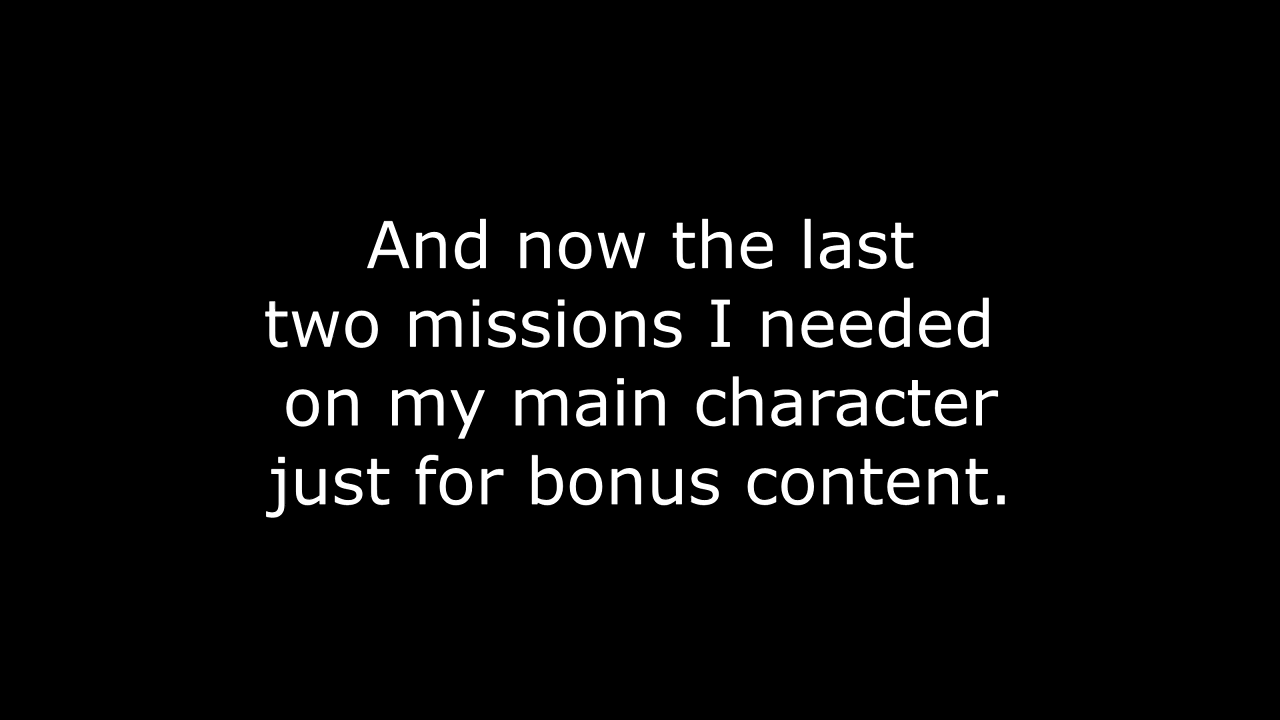 And now the last
two missions I needed
on my main character
just for bonus content.